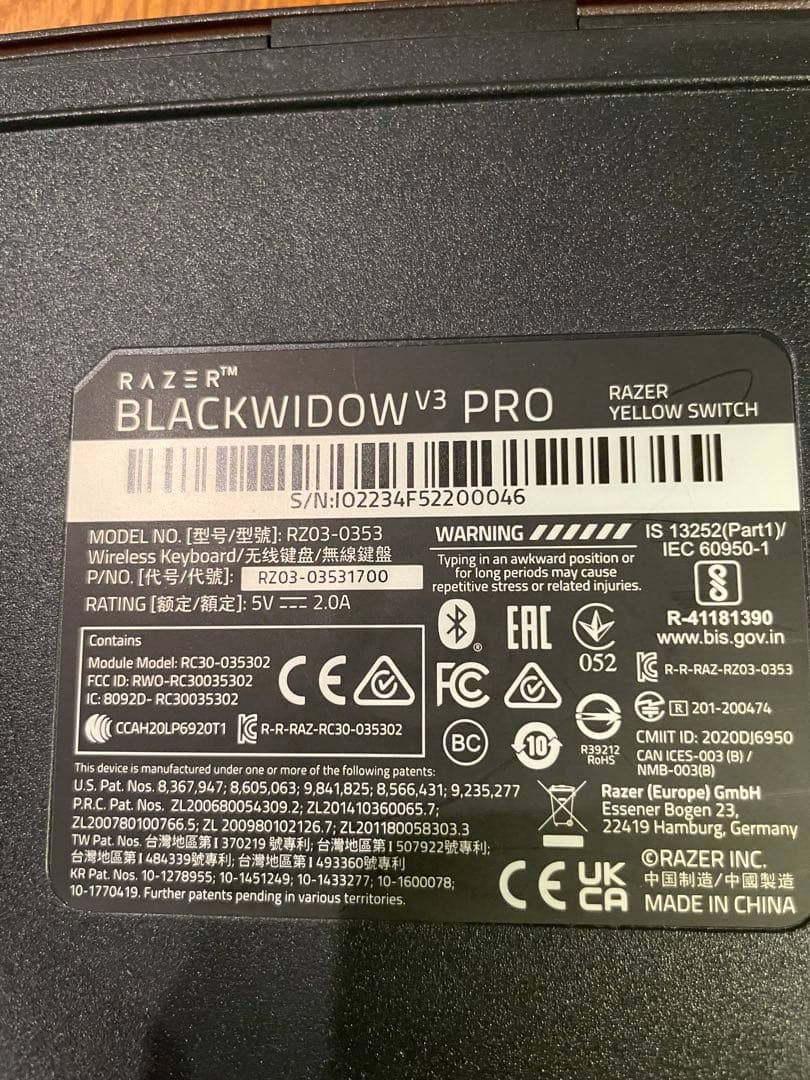 RAZER™
BLACKWIDOW V3 PRO
RAZER
YELLOW SWITCH
S/N:IO2234F52200046
MODEL NO. [型号/型號]: RZ03-0353
Wireless Keyboard/无线键盘/無線鍵盤
P/NO. [代号/代號]: RZ03-03531700
RATING [额定/額定]: 5V ⎓ 2.0A
WARNING
Typing in an awkward position or
for long periods may cause
repetitive stress or related injuries.
IS 13252(Part1)/
IEC 60950-1
R-41181390
www.bis.gov.in
Contains
Module Model: RC30-035302
FCC ID: RWO-RC30035302
IC: 8092D- RC30035302
CCAH20LP6920T1
R-R-RAZ-RC30-035302
CE
EAC
052
FC
BC
10
R39212
RoHS
R-R-RAZ-RZ03-0353
R 201-200474
CMIIT ID: 2020DJ6950
CAN ICES-003 (B) /
NMB-003(B)
This device is manufactured under one or more of the following patents:
U.S. Pat. Nos. 8,367,947; 8,605,063; 9,841,825; 8,566,431; 9,235,277
P.R.C. Pat. Nos. ZL200680054309.2; ZL201410360065.7;
ZL200780100766.5; ZL 200980102126.7; ZL201180058303.3
TW Pat. Nos. 台灣地區第I 370219 號專利; 台灣地區第 I 507922號專利;
台灣地區第 I 484339號專利; 台灣地區第 I 493360號專利
KR Pat. Nos. 10-1278955; 10-1451249; 10-1433277; 10-1600078;
10-1770419. Further patents pending in various territories.
Razer (Europe) GmbH
Essener Bogen 23,
22419 Hamburg, Germany
CE
UK
CA
©RAZER INC.
中国制造/中國製造
MADE IN CHINA